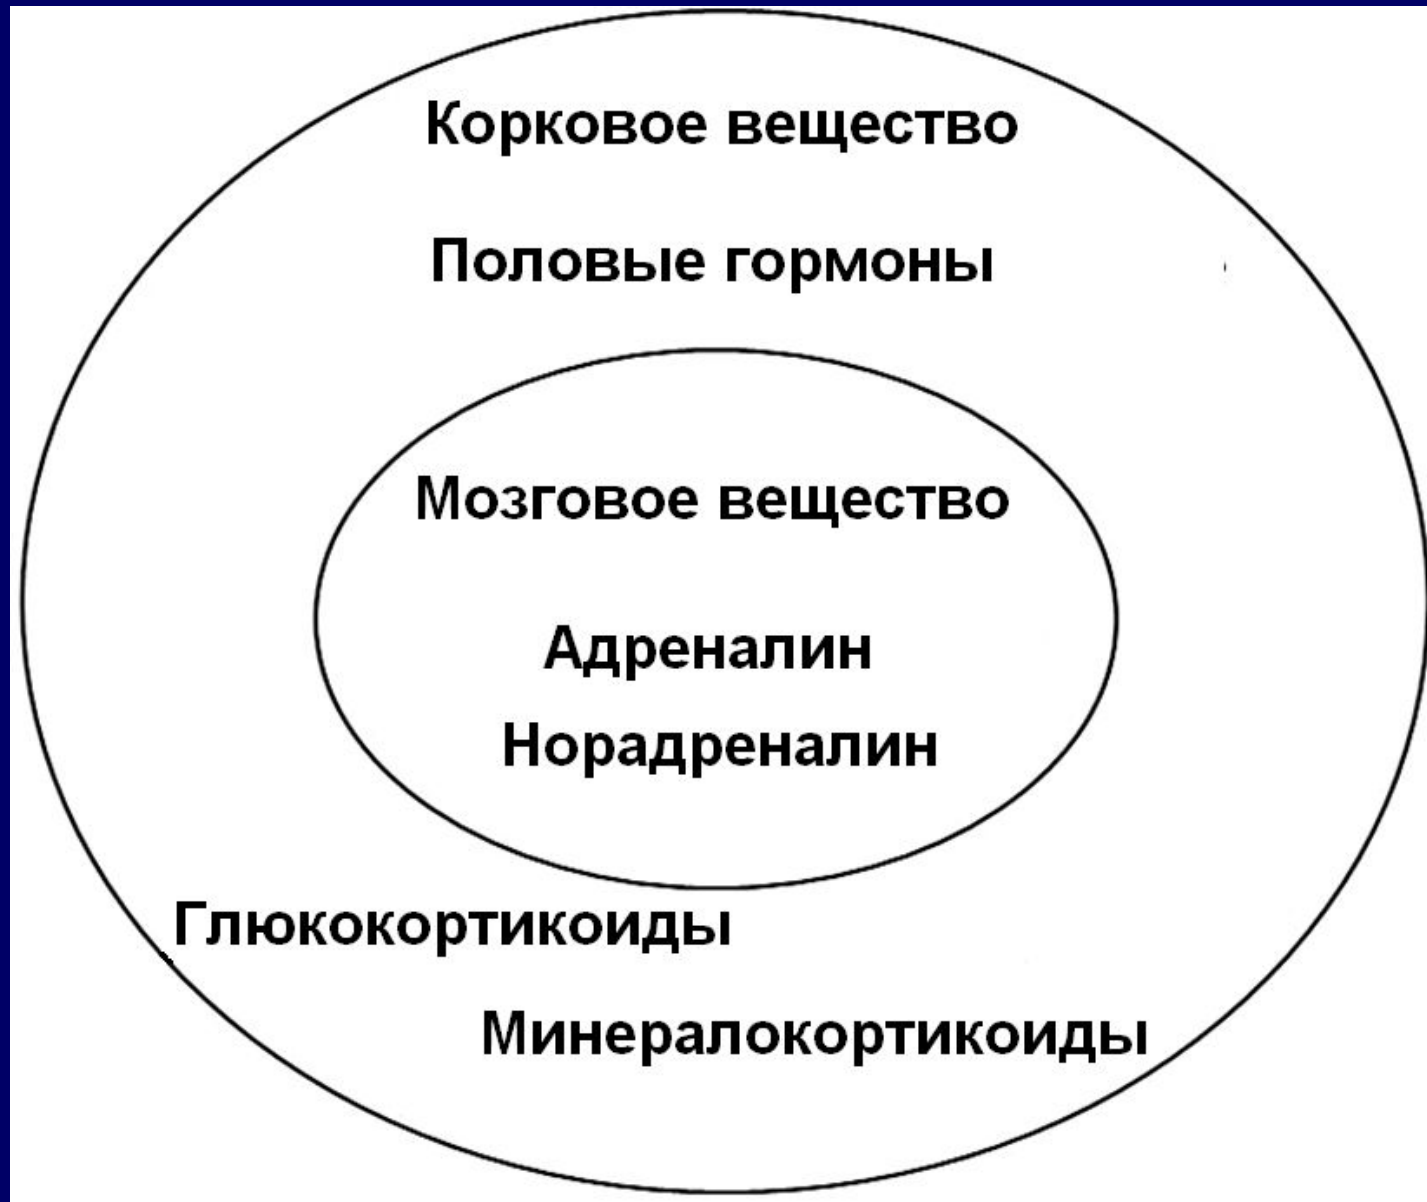 Корковое вещество
Половые гормоны
Мозговое вещество
Адреналин
Норадреналин
Глюкокортикоиды
Минералокортикоиды